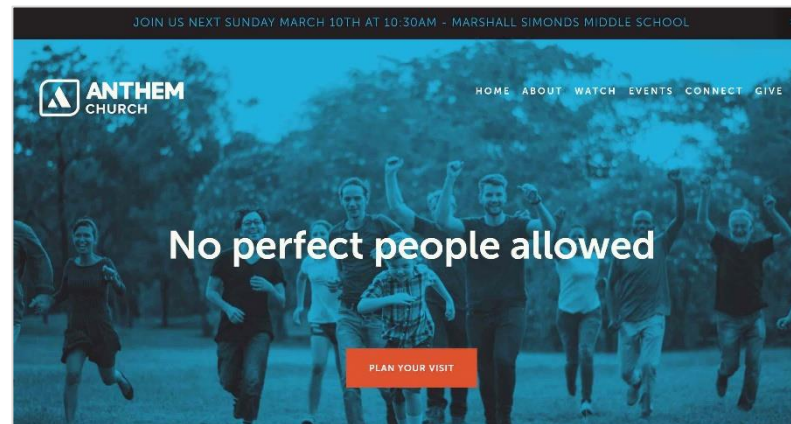 JOIN US NEXT SUNDAY MARCH 10TH AT 10:30AM - MARSHALL SIMONDS MIDDLE SCHOOL
ANTHEM
CHURCH
HOME ABOUT WATCH EVENTS CONNECT GIVE
No perfect people allowed
PLAN YOUR VISIT